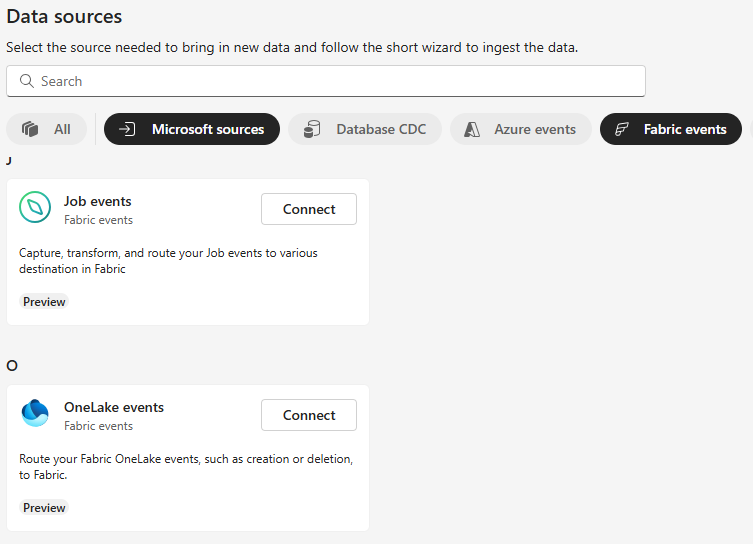 Data sources
Select the source needed to bring in new data and follow the short wizard to ingest the data.
Search
All Microsoft sources Database CDC Azure events Fabric events
J
Job events
Connect
Fabric events
Capture, transform, and route your Job events to various
destination in Fabric
Preview
O
OneLake events
Connect
Fabric events
Route your Fabric OneLake events, such as creation or deletion,
to Fabric.
Preview